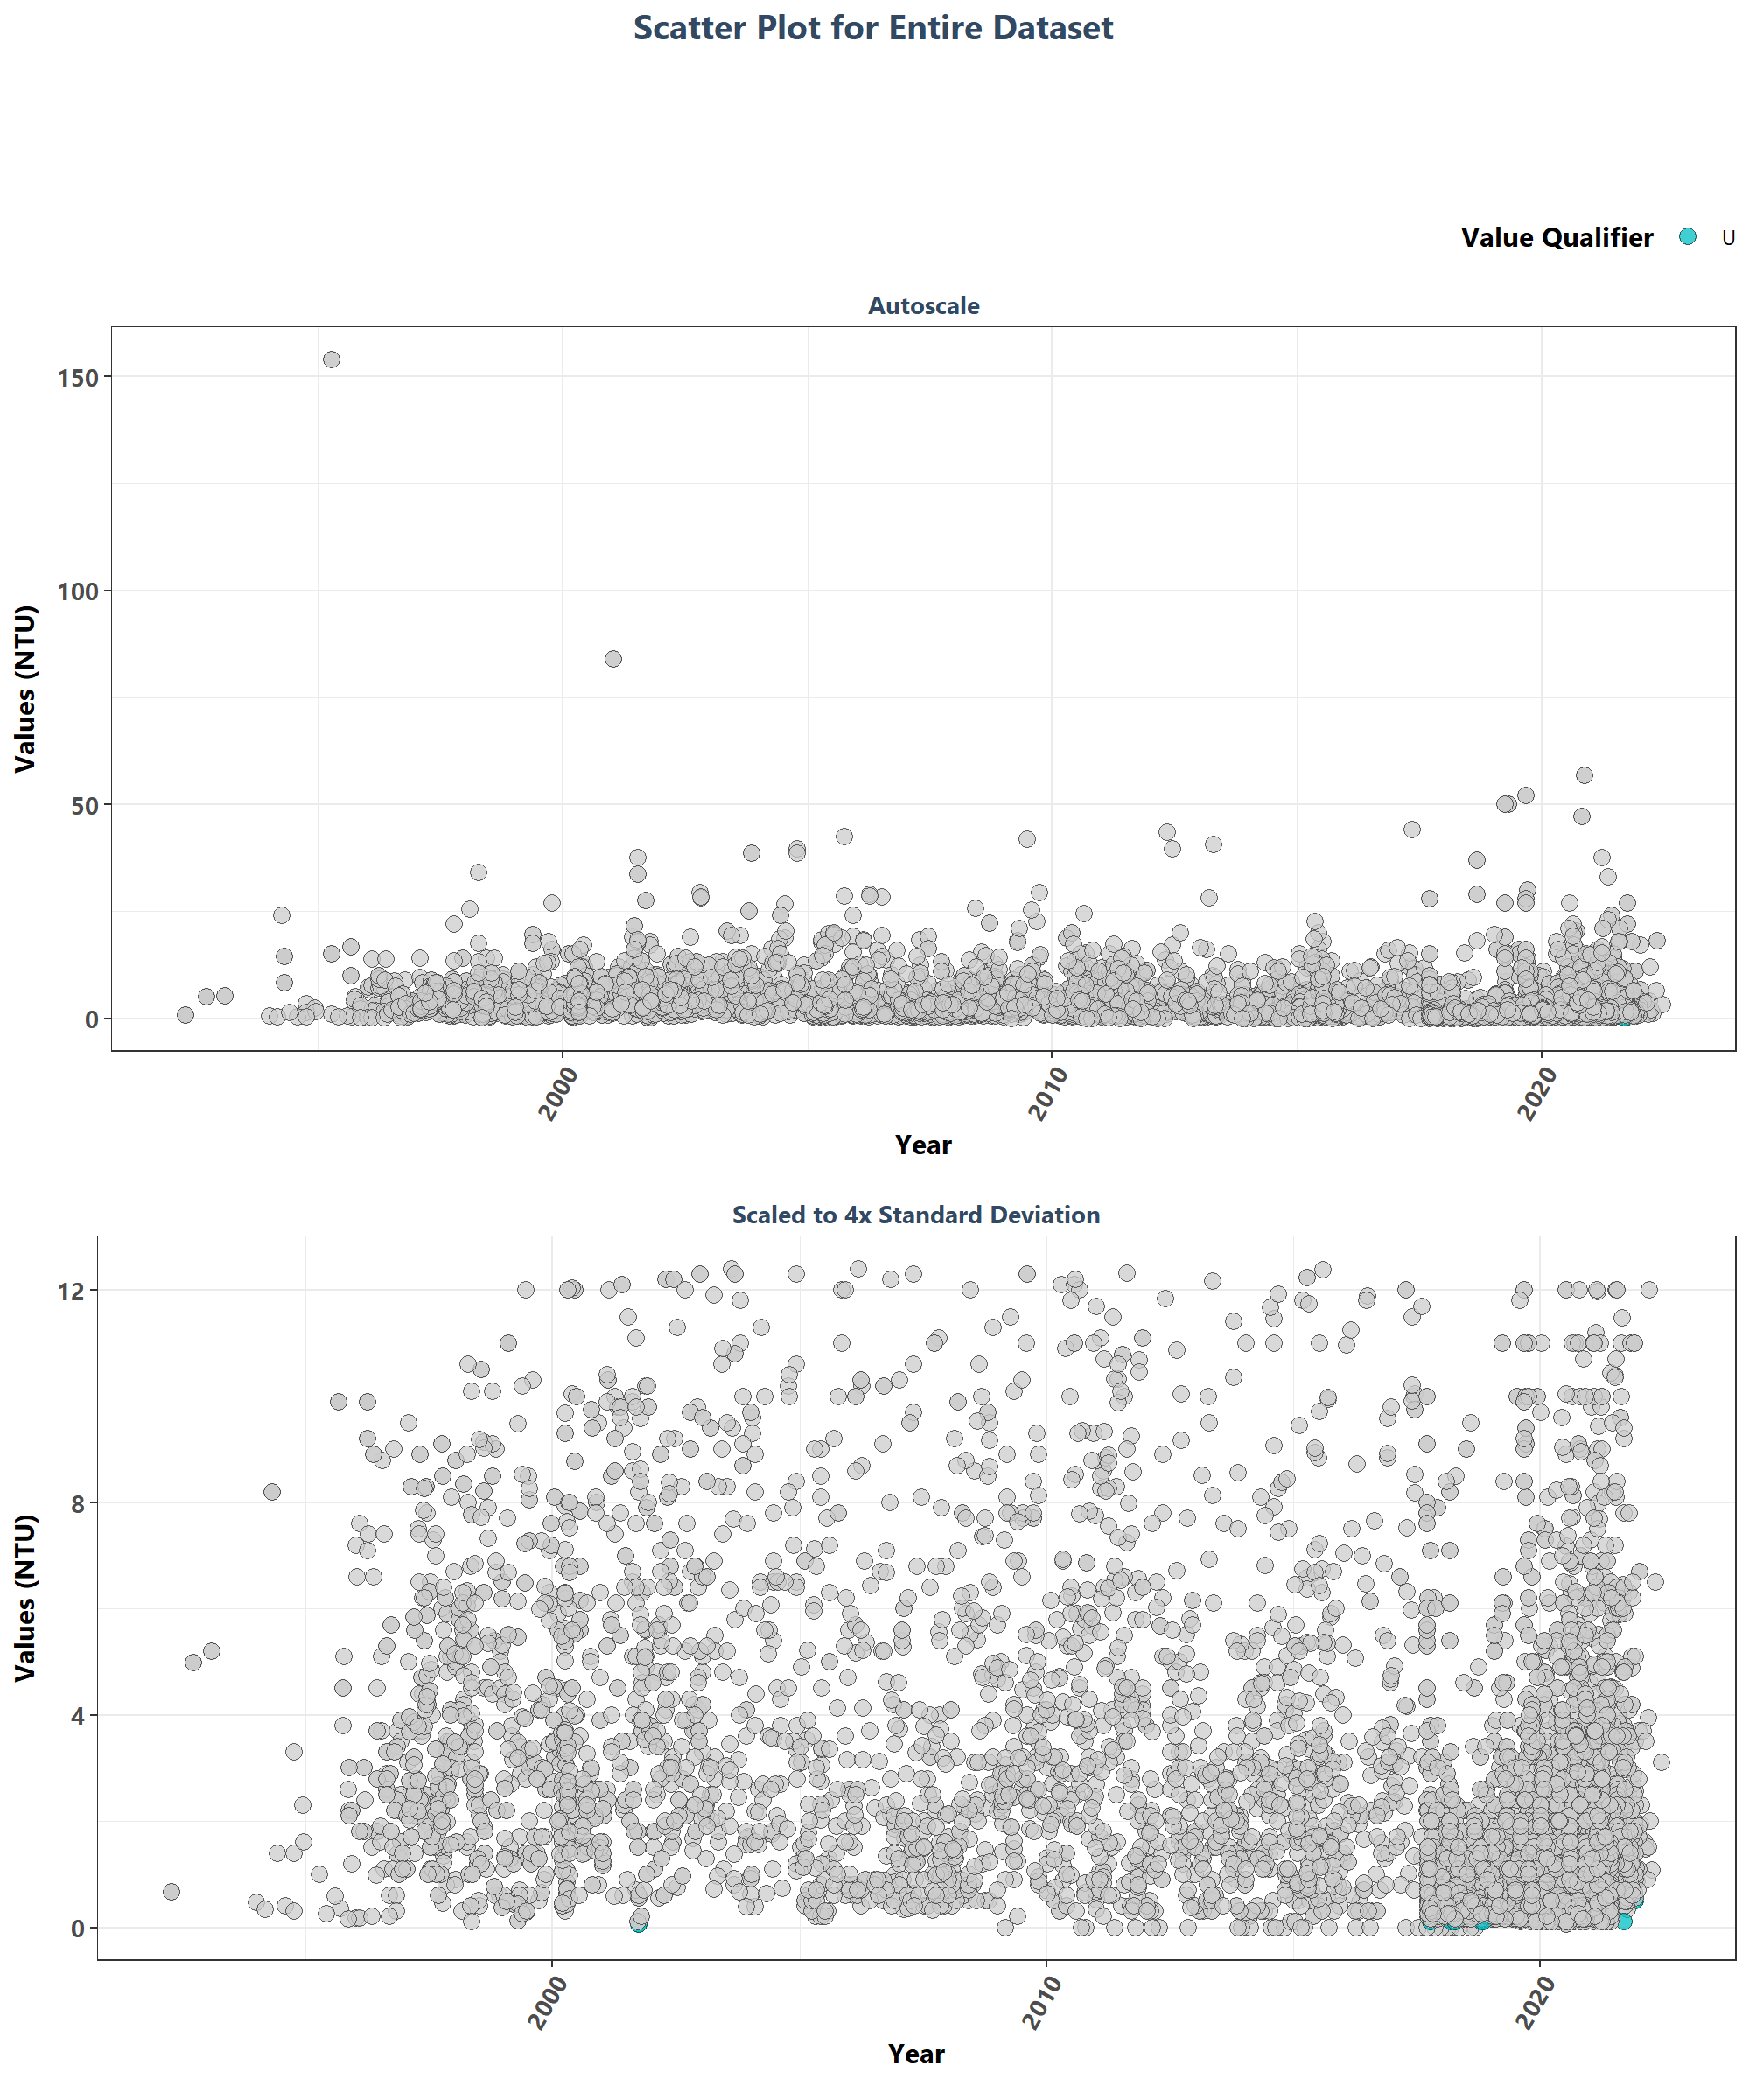 Scatter Plot for Entire Dataset
Value Qualifier U
Autoscale
150
100
50
0
Values (NTU)
2000 2010 2020
Year
Scaled to 4x Standard Deviation
12
8
4
0
Values (NTU)
2000 2010 2020
Year